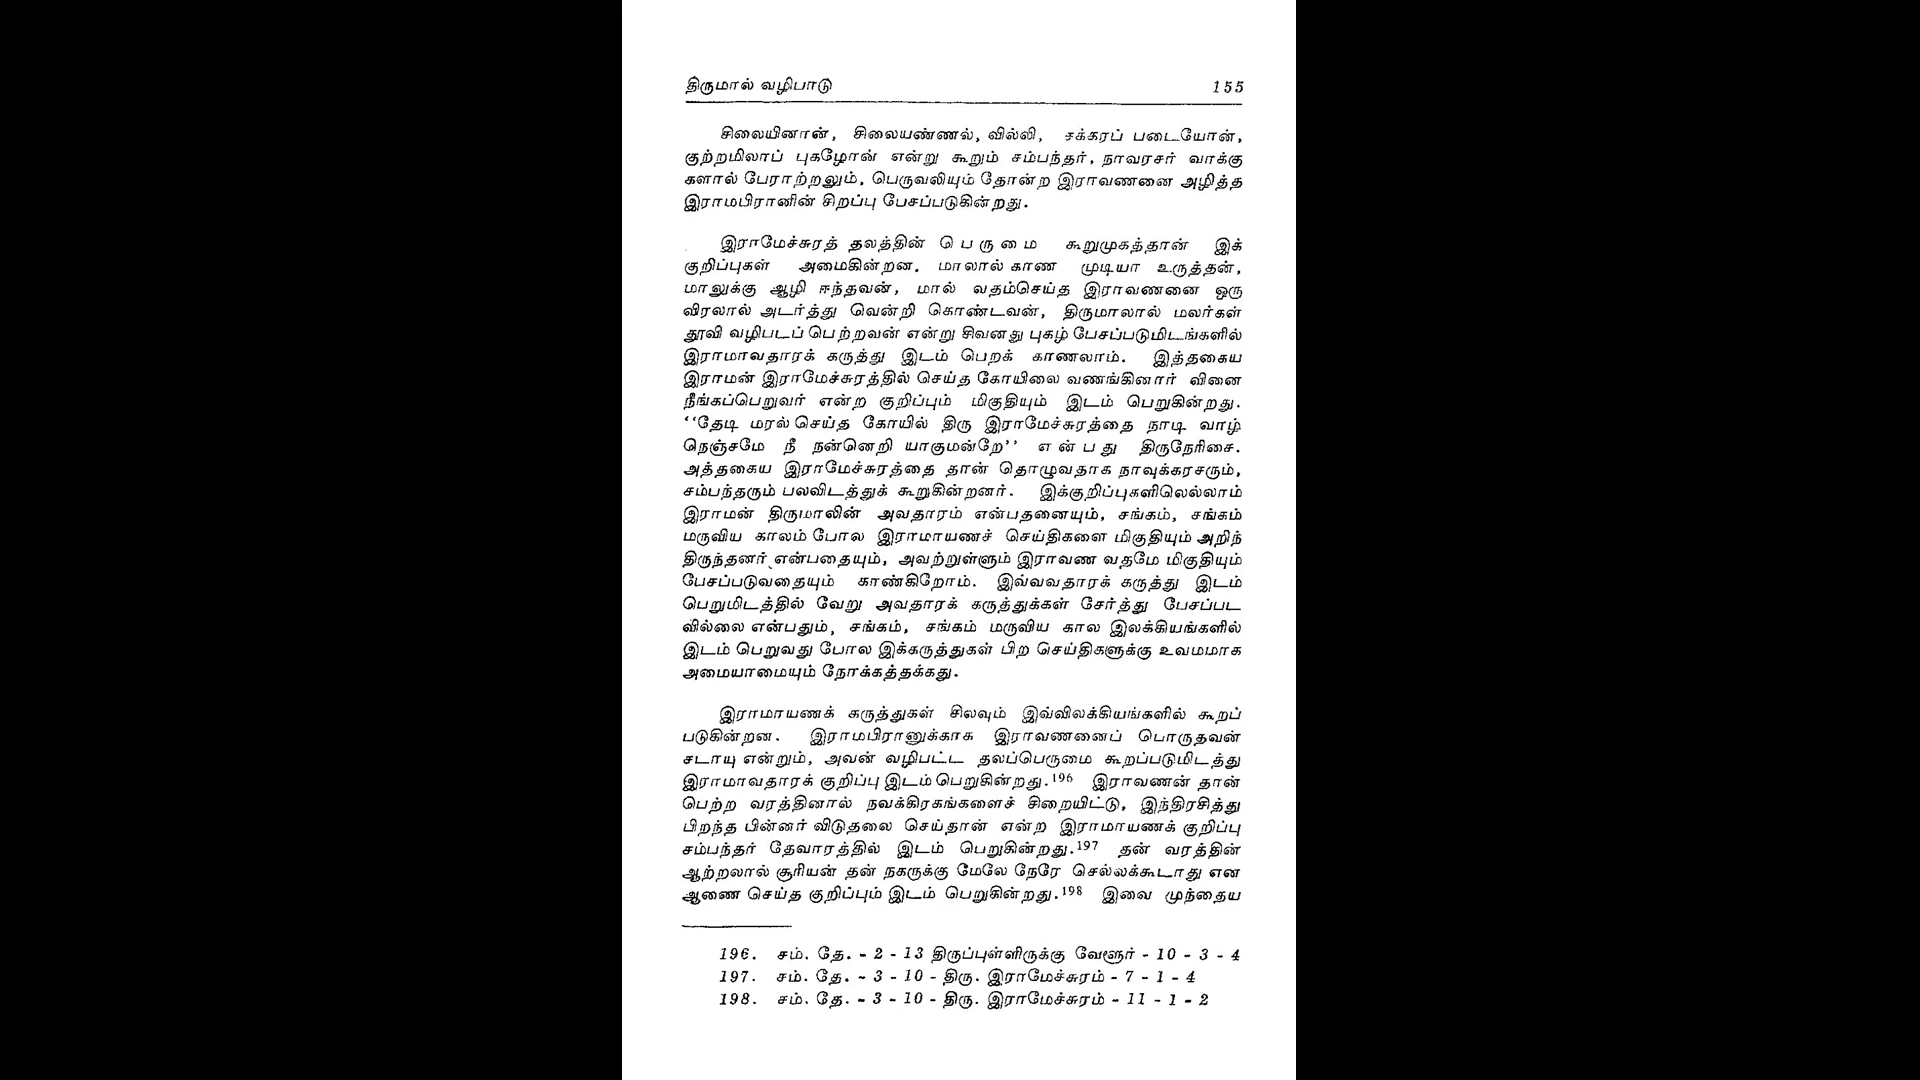 திருமால் வழிபாடு 155
சிலையினான், சிலையண்ணல், வில்லி, சக்கரப் படையோன்,
குற்றமிலாப் புகழோன் என்று கூறும் சம்பந்தர், நாவரசர் வாக்கு
களால் பேராற்றலும், பெருவலியும் தோன்ற இராவணனை அழித்த
இராமபிரானின் சிறப்பு பேசப்படுகின்றது.
இராமேச்சுரத் தலத்தின் பெருமை கூறுமுகத்தான் இக்
குறிப்புகள் அமைகின்றன. மாலால் காண முடியா உருத்தன்,
மாலுக்கு ஆழி ஈந்தவன், மால் வதம்செய்த இராவணனை ஒரு
விரலால் அடர்த்து வென்றி கொண்டவன், திருமாலால் மலர்கள்
தூவி வழிபடப் பெற்றவன் என்று சிவனது புகழ் பேசப்படுமிடங்களில்
இராமாவதாரக் கருத்து இடம் பெறக் காணலாம். இத்தகைய
இராமன் இராமேச்சுரத்தில் செய்த கோயிலை வணங்கினார் வினை
நீங்கப்பெறுவர் என்ற குறிப்பும் மிகுதியும் இடம் பெறுகின்றது.
‘‘தேடி மரல் செய்த கோயில் திரு இராமேச்சுரத்தை நாடி வாழ்
நெஞ்சமே நீ நன்னெறி யாகுமன்றே’’ என்பது திருநேரிசை.
அத்தகைய இராமேச்சுரத்தை தான் தொழுவதாக நாவுக்கரசரும்,
சம்பந்தரும் பலவிடத்துக் கூறுகின்றனர். இக்குறிப்புகளிலெல்லாம்
இராமன் திருமாலின் அவதாரம் என்பதனையும், சங்கம், சங்கம்
மருவிய காலம் போல இராமாயணச் செய்திகளை மிகுதியும் அறிந்
திருந்தனர் என்பதையும், அவற்றுள்ளும் இராவண வதமே மிகுதியும்
பேசப்படுவதையும் காண்கிறோம். இவ்வவதாரக் கருத்து இடம்
பெறுமிடத்தில் வேறு அவதாரக் கருத்துக்கள் சேர்த்து பேசப்பட
வில்லை என்பதும், சங்கம், சங்கம் மருவிய கால இலக்கியங்களில்
இடம் பெறுவது போல இக்கருத்துகள் பிற செய்திகளுக்கு உவமமாக
அமையாமையும் நோக்கத்தக்கது.
இராமாயணக் கருத்துகள் சிலவும் இவ்விலக்கியங்களில் கூறப்
படுகின்றன. இராமபிரானுக்காக இராவணனைப் பொருதவன்
சடாயு என்றும், அவன் வழிபட்ட தலப்பெருமை கூறப்படுமிடத்து
இராமாவதாரக் குறிப்பு இடம் பெறுகின்றது.196 இராவணன் தான்
பெற்ற வரத்தினால் நவக்கிரகங்களைச் சிறையிட்டு, இந்திரசித்து
பிறந்த பின்னர் விடுதலை செய்தான் என்ற இராமாயணக் குறிப்பு
சம்பந்தர் தேவாரத்தில் இடம் பெறுகின்றது.197 தன் வரத்தின்
ஆற்றலால் சூரியன் தன் நகருக்கு மேலே நேரே செல்லக்கூடாது என
ஆணை செய்த குறிப்பும் இடம் பெறுகின்றது.198 இவை முந்தைய
196. சம். தே. - 2 - 13 திருப்புள்ளிருக்கு வேளூர் - 10 - 3 - 4
197. சம். தே. - 3 - 10 - திரு. இராமேச்சுரம் - 7 - 1 - 4
198. சம். தே. - 3 - 10 - திரு. இராமேச்சுரம் - 11 - 1 - 2